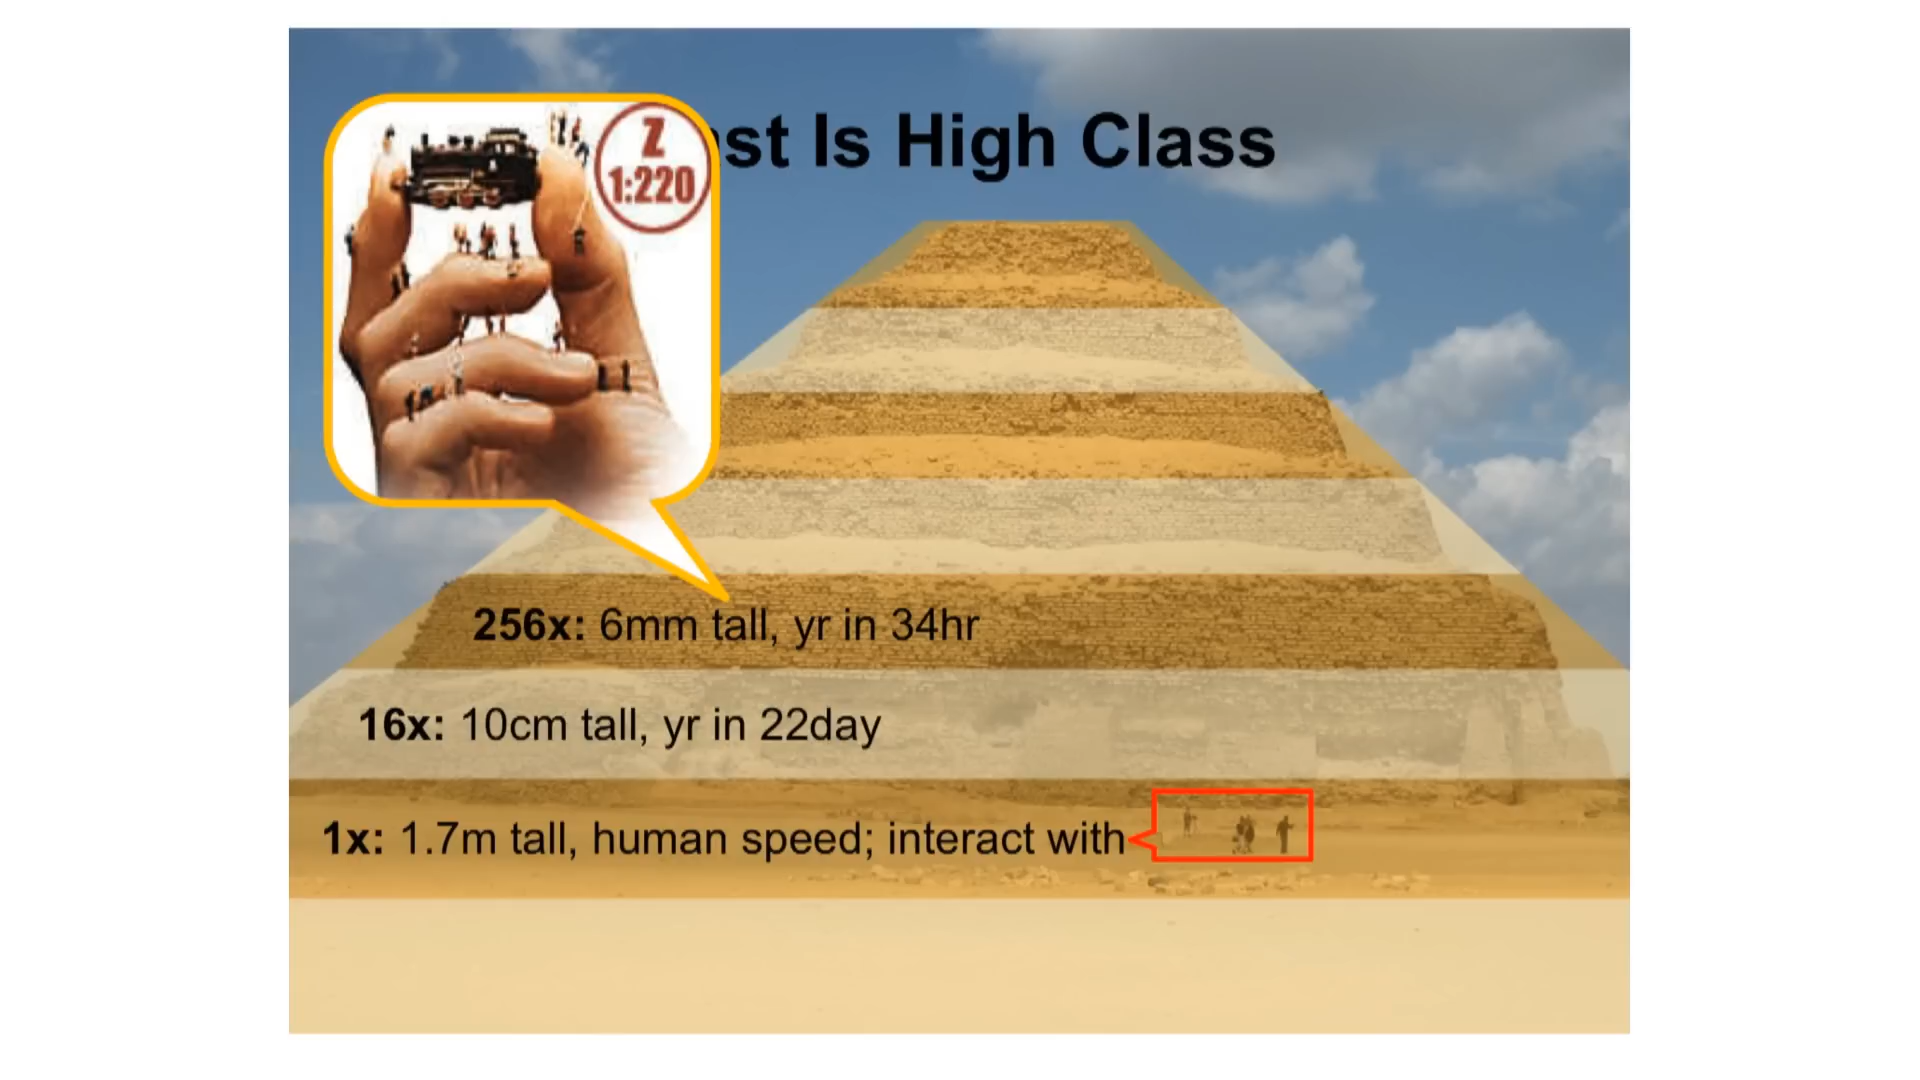 Z
1:220
st Is High Class
256x: 6mm tall, yr in 34hr
16x: 10cm tall, yr in 22day
1x: 1.7m tall, human speed; interact with